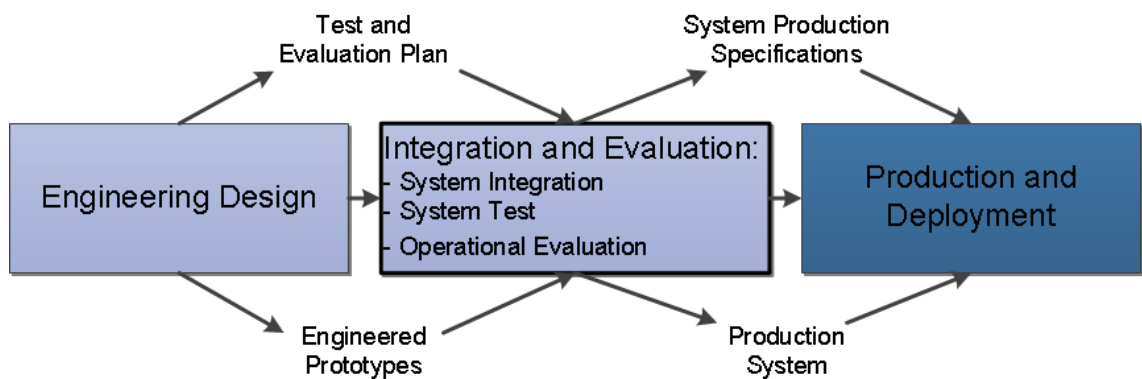 Test and
Evaluation Plan
System Production
Specifications
Engineering Design
Integration and Evaluation:
- System Integration
- System Test
- Operational Evaluation
Production and
Deployment
Engineered
Prototypes
Production
System